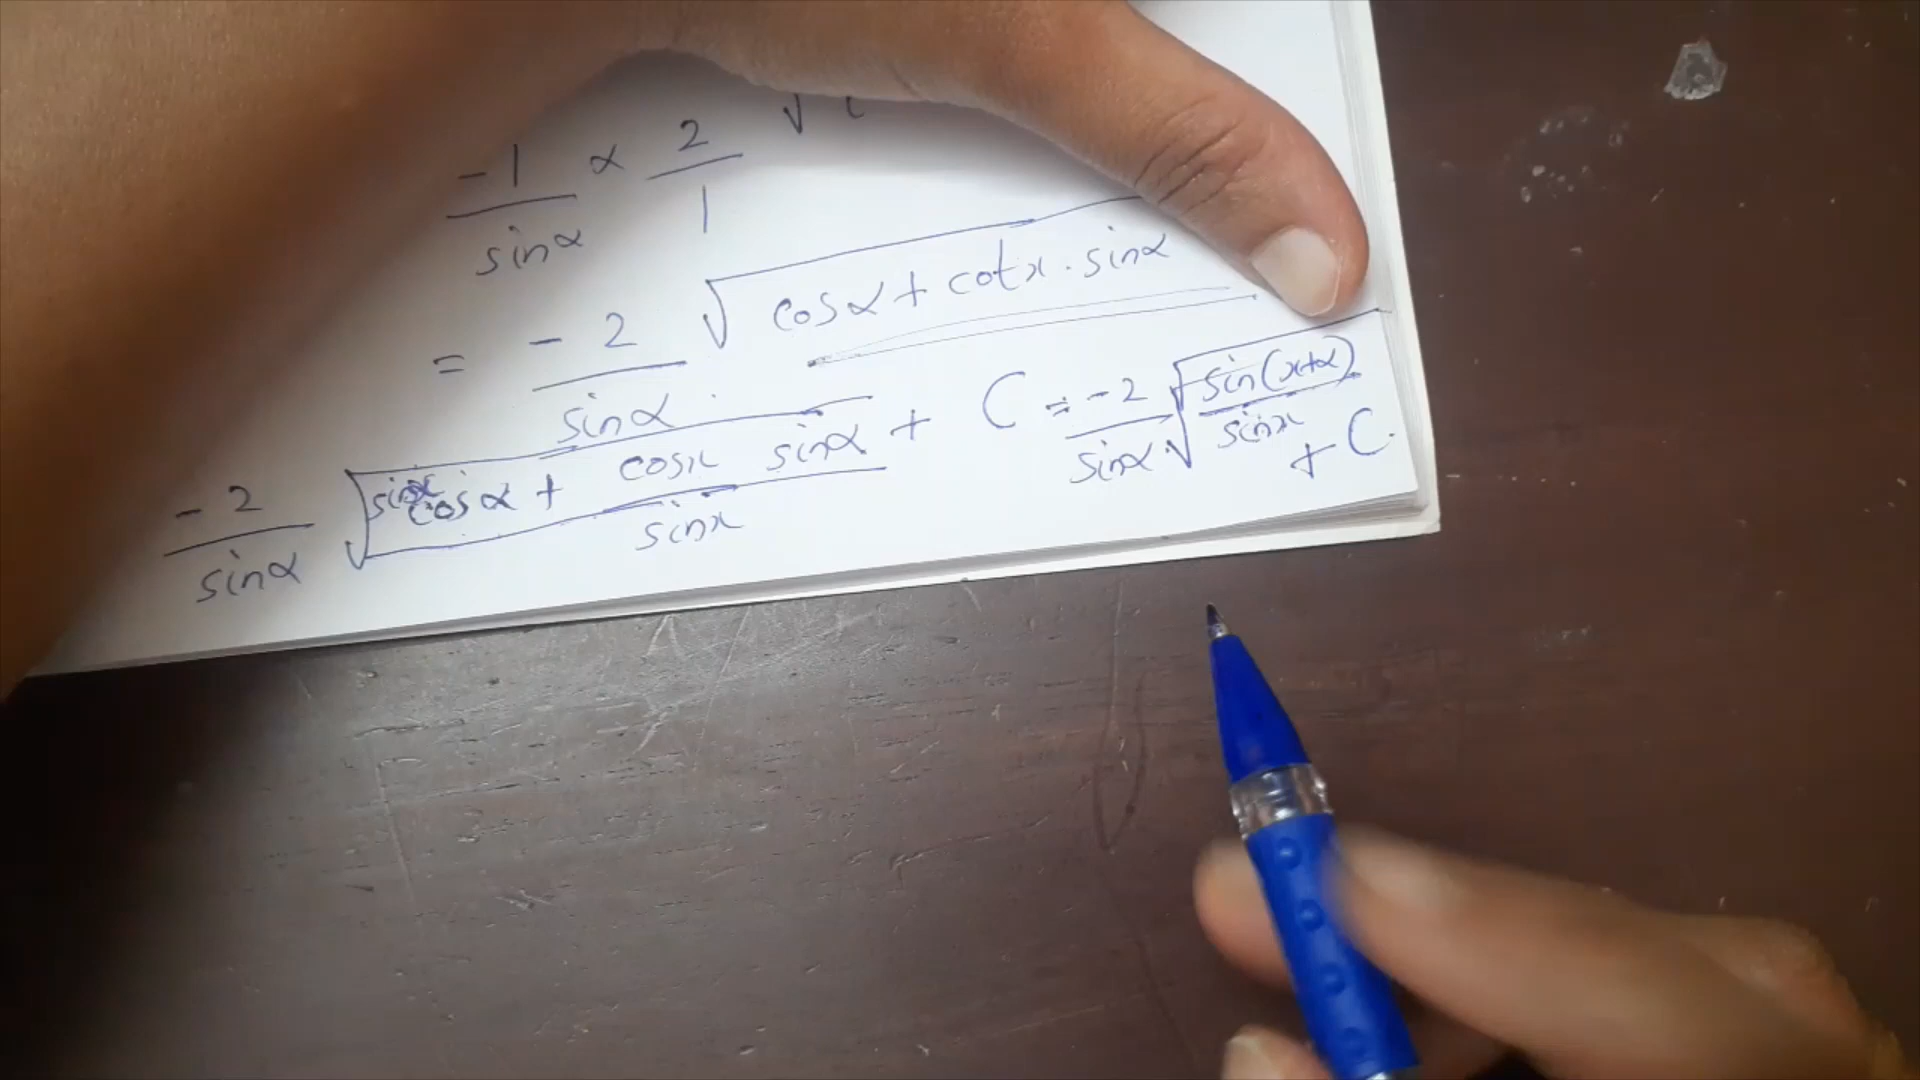 -1/sinα × 2/1 √t
= -2/sinα √(cosα + cotx . sinα)
-2/sinα √(sinx cosα + cosx sinα / sinx) + C = -2/sinα . √(sin(x+α)/sinx) + C.